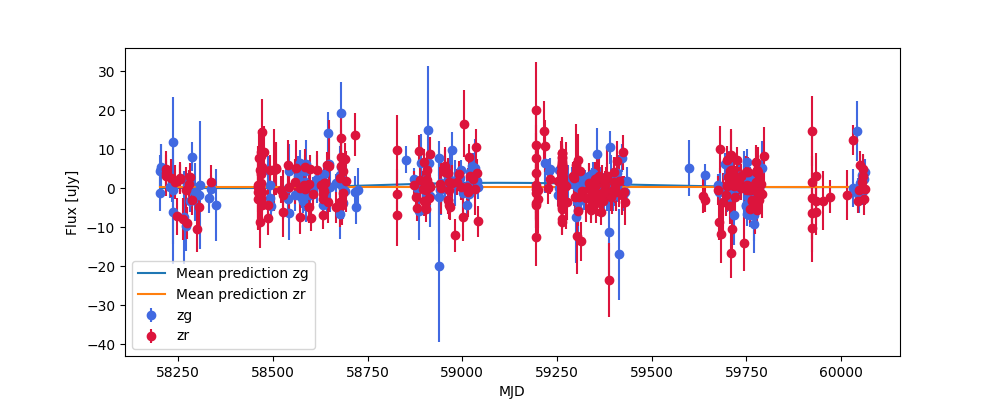 30
20
10
0
−10
−20
−30
−40
Flux [uJy]
Mean prediction zg
Mean prediction zr
zg
zr
58250 58500 58750 59000 59250 59500 59750 60000
MJD